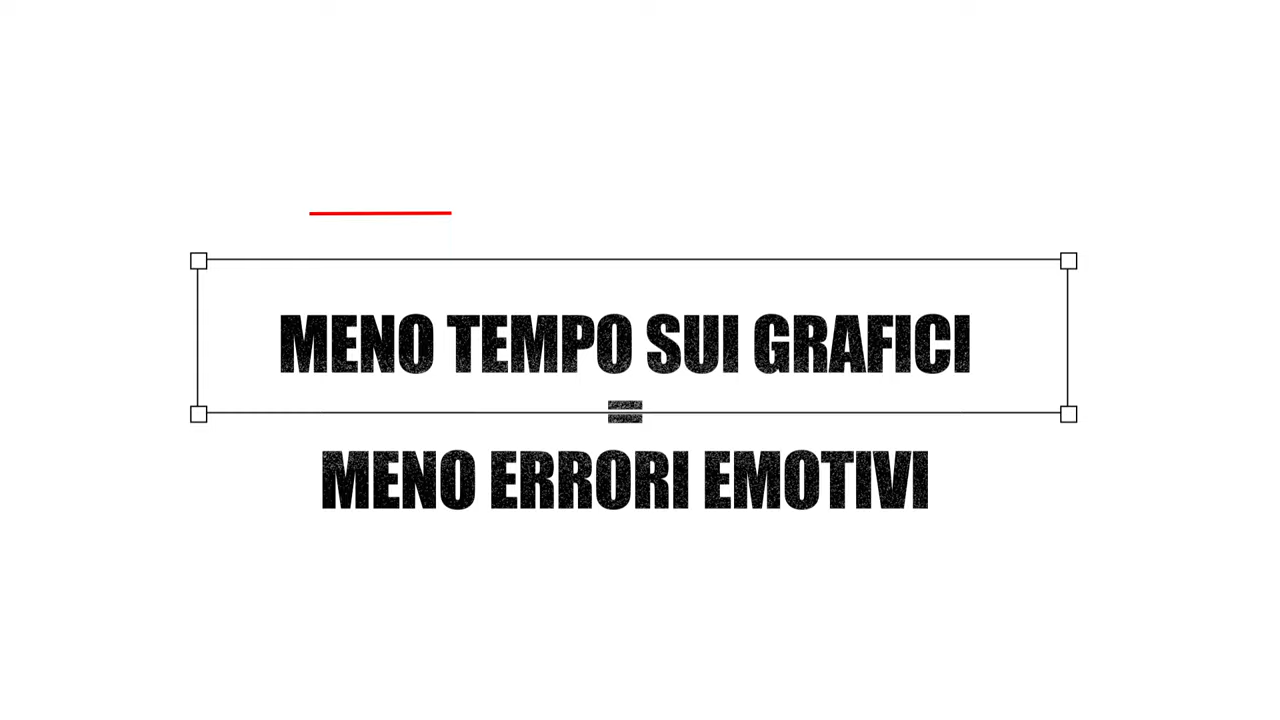 MENO TEMPO SUI GRAFICI
=
MENO ERRORI EMOTIVI